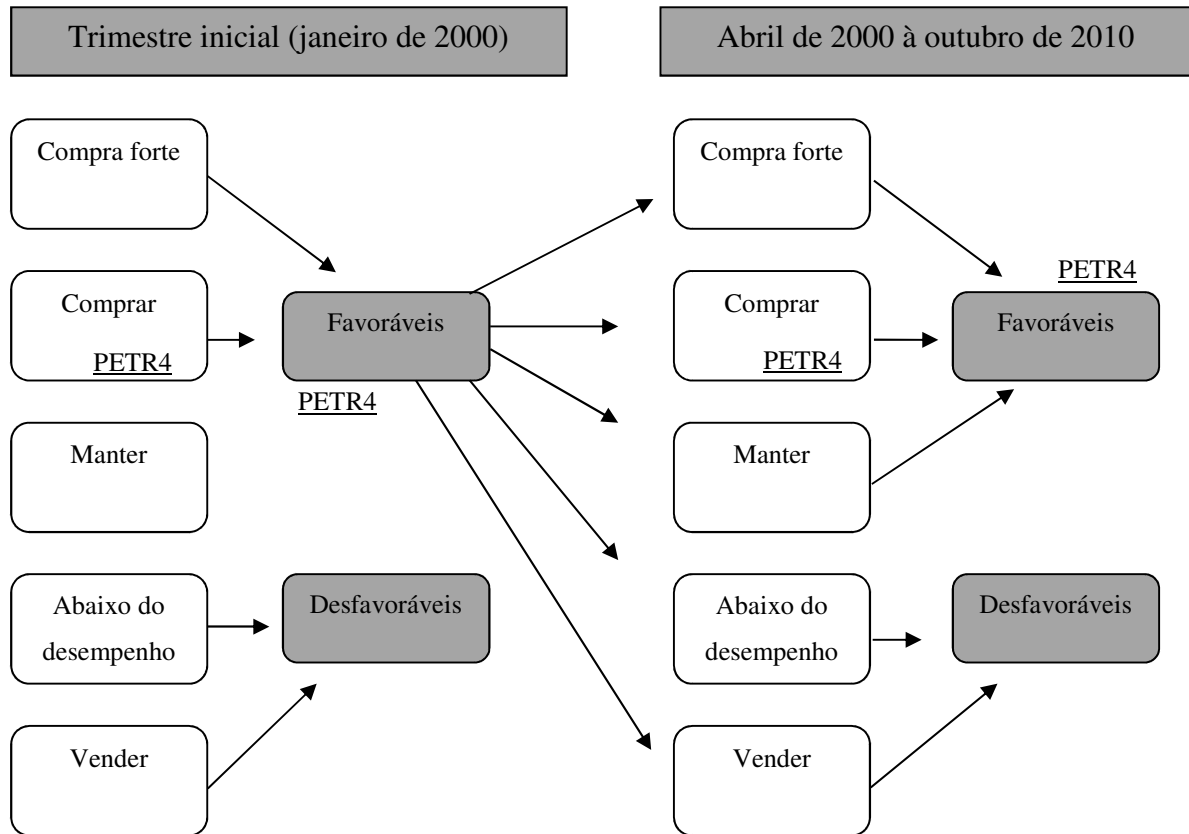 Trimestre inicial (janeiro de 2000)
Abril de 2000 à outubro de 2010
Compra forte
Comprar
PETR4
Manter
Abaixo do
desempenho
Vender
Favoráveis
PETR4
Desfavoráveis
Compra forte
Comprar
PETR4
Manter
Abaixo do
desempenho
Vender
PETR4
Favoráveis
Desfavoráveis